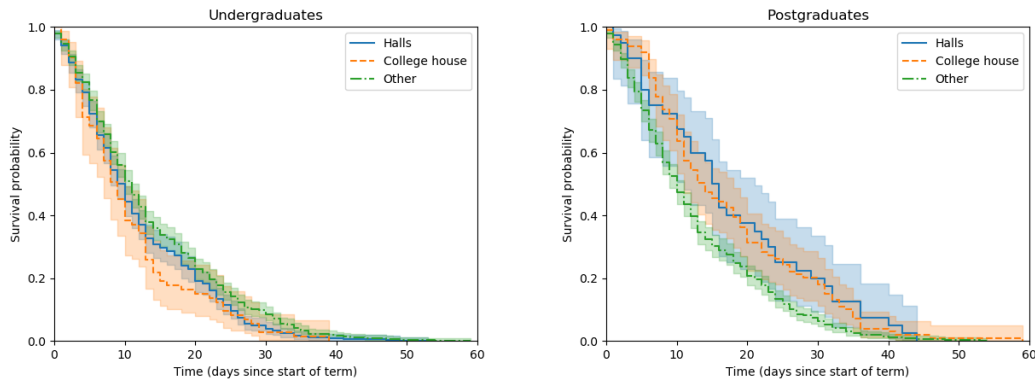 Undergraduates
Survival probability
1.0
0.8
0.6
0.4
0.2
0.0
0
10
20
30
40
50
60
Time (days since start of term)
Halls
College house
Other
Postgraduates
Survival probability
1.0
0.8
0.6
0.4
0.2
0.0
0
10
20
30
40
50
60
Time (days since start of term)
Halls
College house
Other